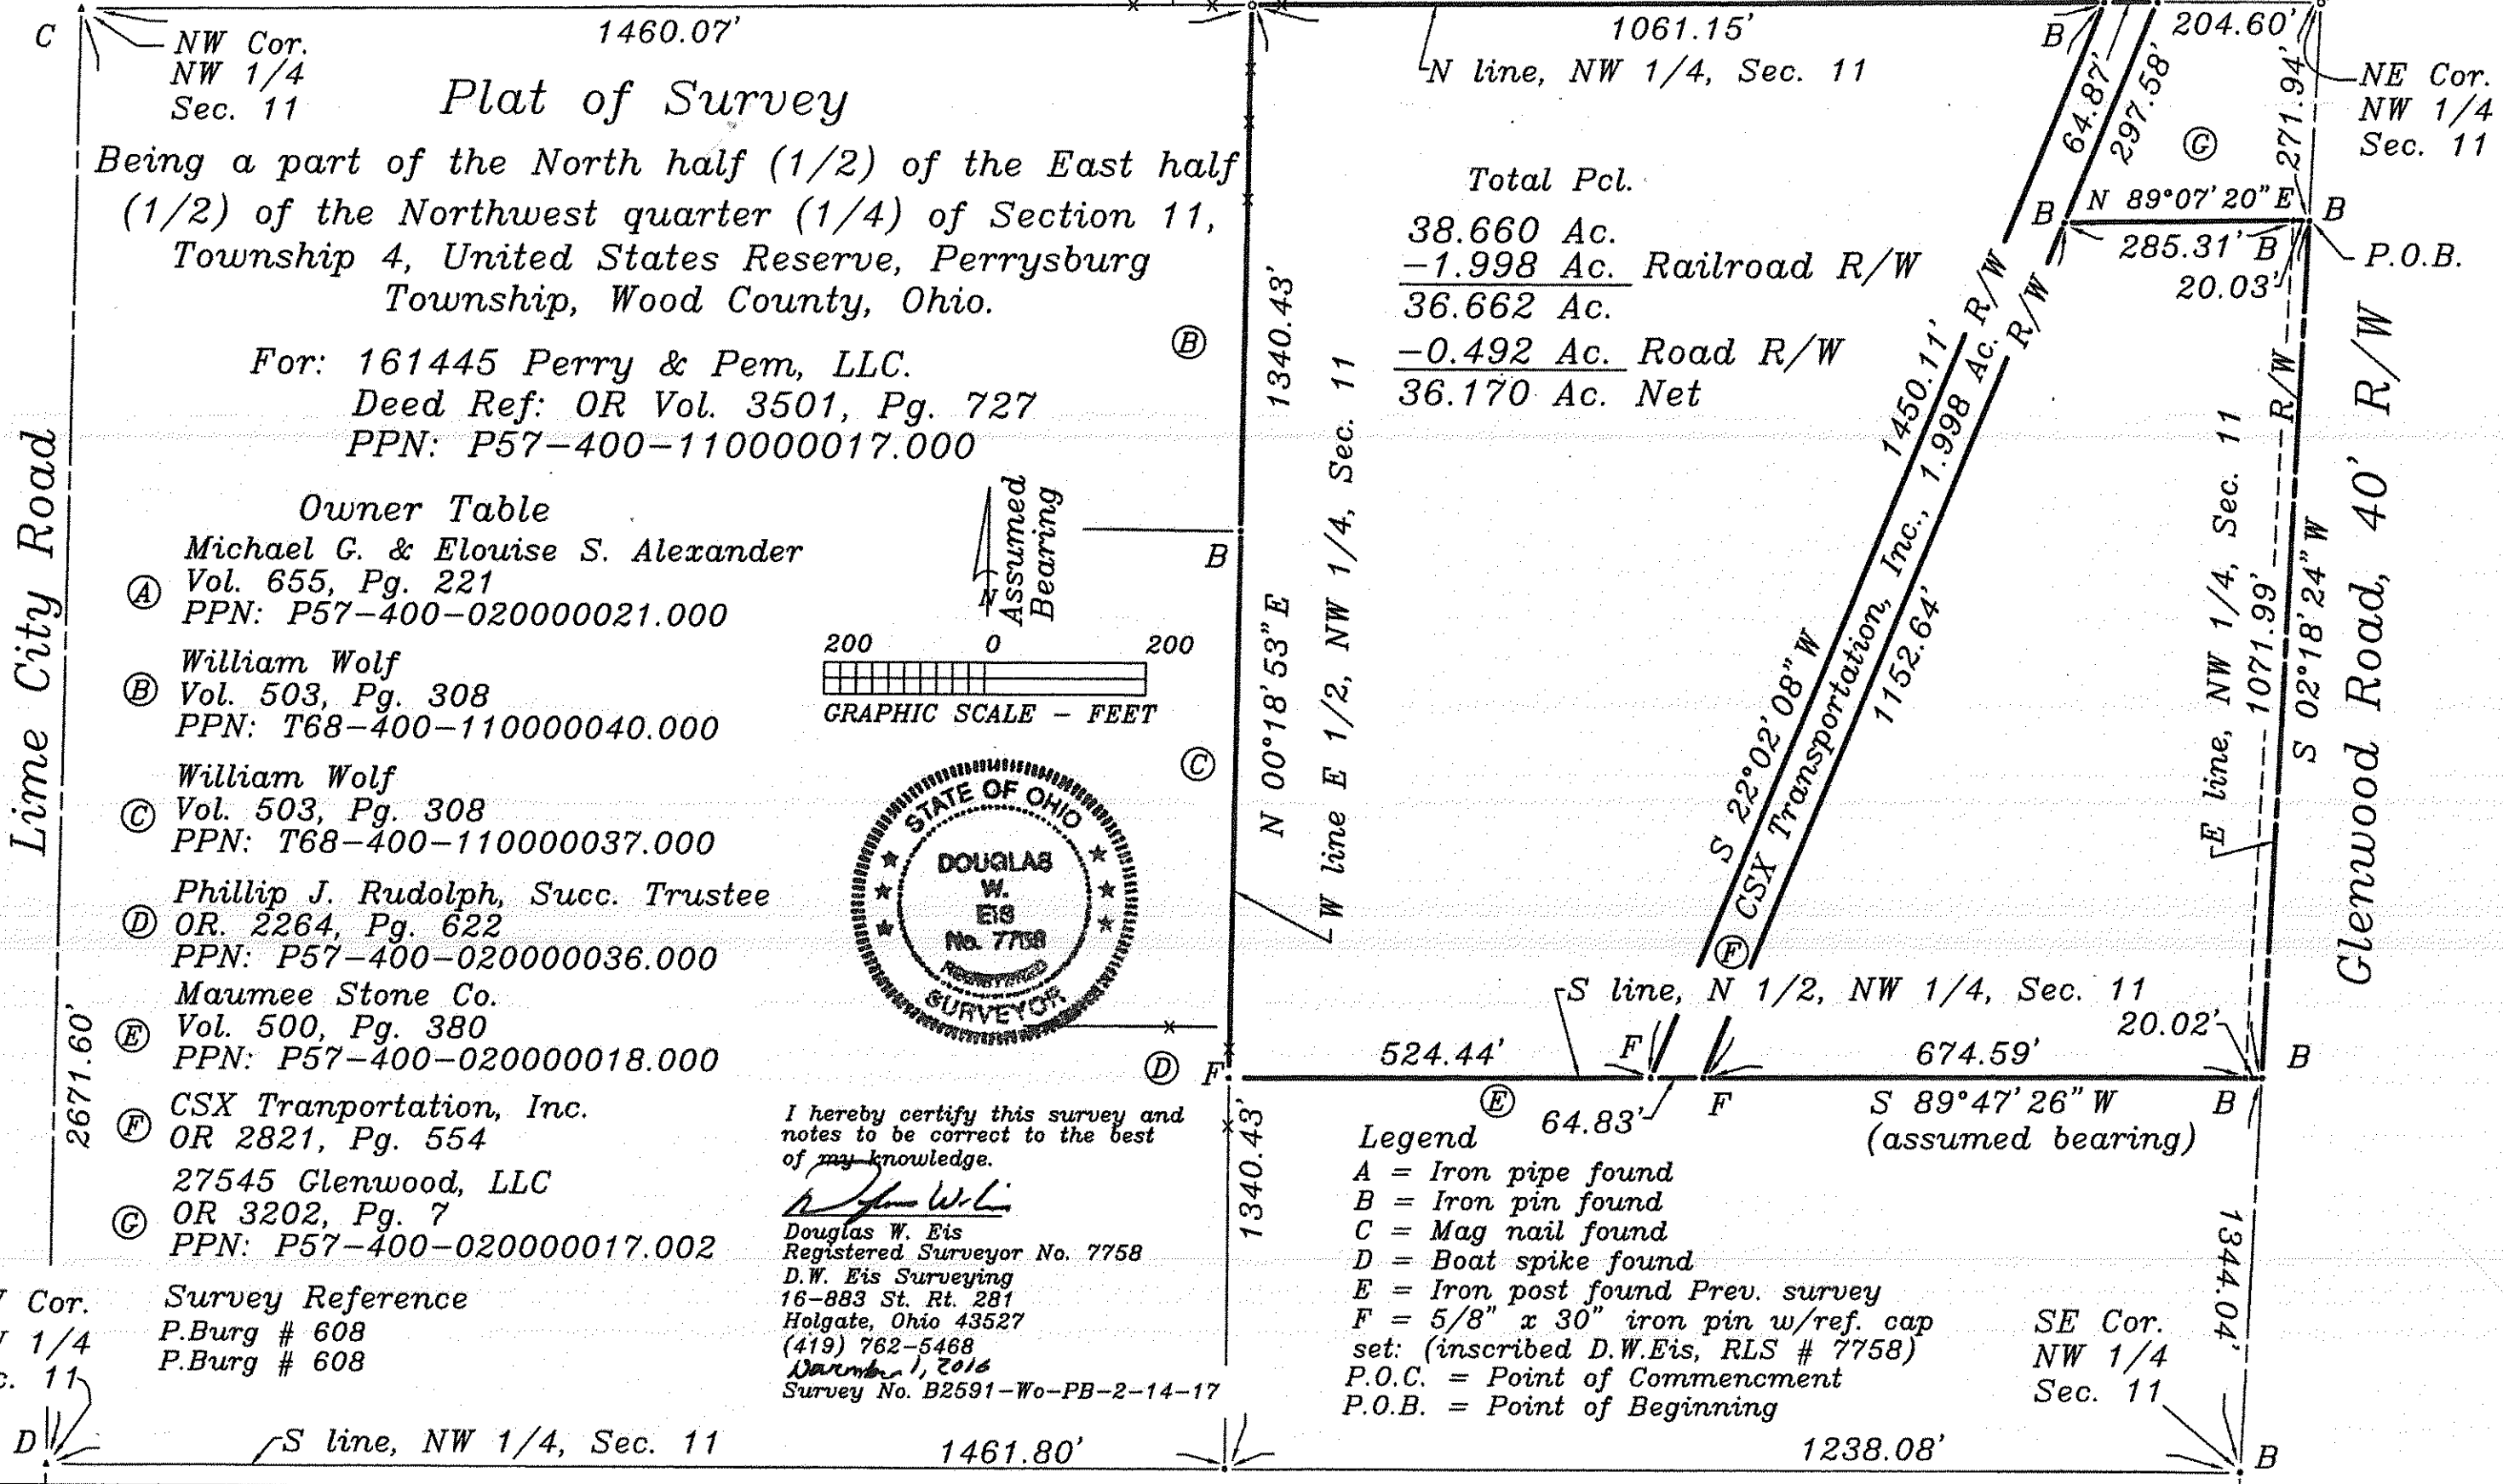 C
NW Cor.
NW 1/4
Sec. 11
1460.07'
Plat of Survey
Being a part of the North half (1/2) of the East half
(1/2) of the Northwest quarter (1/4) of Section 11,
Township 4, United States Reserve, Perrysburg
Township, Wood County, Ohio.
For: 161445 Perry & Pem, LLC.
Deed Ref: OR Vol. 3501, Pg. 727
PPN: P57-400-110000017.000
Owner Table
Michael G. & Elouise S. Alexander
A Vol. 655, Pg. 221
PPN: P57-400-020000021.000
William Wolf
B Vol. 503, Pg. 308
PPN: T68-400-110000040.000
William Wolf
C Vol. 503, Pg. 308
PPN: T68-400-110000037.000
Phillip J. Rudolph, Succ. Trustee
D OR. 2264, Pg. 622
PPN: P57-400-020000036.000
Maumee Stone Co.
E Vol. 500, Pg. 380
PPN: P57-400-020000018.000
CSX Tranportation, Inc.
F OR 2821, Pg. 554
27545 Glenwood, LLC
G OR 3202, Pg. 7
PPN: P57-400-020000017.002
Survey Reference
P.Burg # 608
P.Burg # 608
Cor.
1/4
11
D
S line, NW 1/4, Sec. 11
1461.80'
Lime City Road
2671.60'
Assumed
Bearing
N
200 0 200
GRAPHIC SCALE - FEET
STATE OF OHIO
DOUGLAS
W.
EIS
No. 7758
REGISTERED
SURVEYOR
I hereby certify this survey and
notes to be correct to the best
of my knowledge.
Douglas W. Eis
Registered Surveyor No. 7758
D.W. Eis Surveying
16-883 St. Rt. 281
Holgate, Ohio 43527
(419) 762-5468
1, 2016
Survey No. B2591-Wo-PB-2-14-17
B
B
C
D
F
1340.43'
N 00°18'53" E
W line E 1/2, NW 1/4, Sec. 11
1340.43'
1061.15'
N line, NW 1/4, Sec. 11
B
204.60'
NE Cor.
NW 1/4
Sec. 11
64.87'
297.58'
271.94'
G
Total Pcl.
38.660 Ac.
-1.998 Ac. Railroad R/W
36.662 Ac.
-0.492 Ac. Road R/W
36.170 Ac. Net
B
N 89°07'20" E
B
285.31'
B
20.03'
P.O.B.
R/W
R/W
1450.11'
S 22°02'08" W
CSX Transportation, Inc., 1.998 Ac.
1152.64'
F
R/W
E line, NW 1/4, Sec. 11
1071.99'
S 02°18'24" W
Glenwood Road, 40' R/W
S line, N 1/2, NW 1/4, Sec. 11
20.02'
524.44'
F
674.59'
B
E
64.83'
F
S 89°47'26" W
B
(assumed bearing)
Legend
A = Iron pipe found
B = Iron pin found
C = Mag nail found
D = Boat spike found
E = Iron post found Prev. survey
F = 5/8" x 30" iron pin w/ref. cap
set: (inscribed D.W.Eis, RLS # 7758)
P.O.C. = Point of Commencment
P.O.B. = Point of Beginning
1344.04'
SE Cor.
NW 1/4
Sec. 11
1238.08'
B